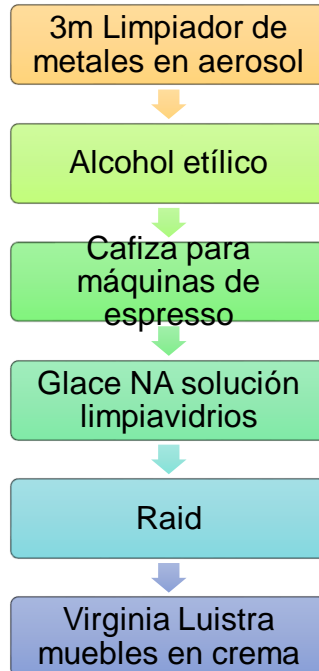 3m Limpiador de
metales en aerosol
Alcohol etílico
Cafiza para
máquinas de
espresso
Glace NA solución
limpiavidrios
Raid
Virginia Luistra
muebles en crema